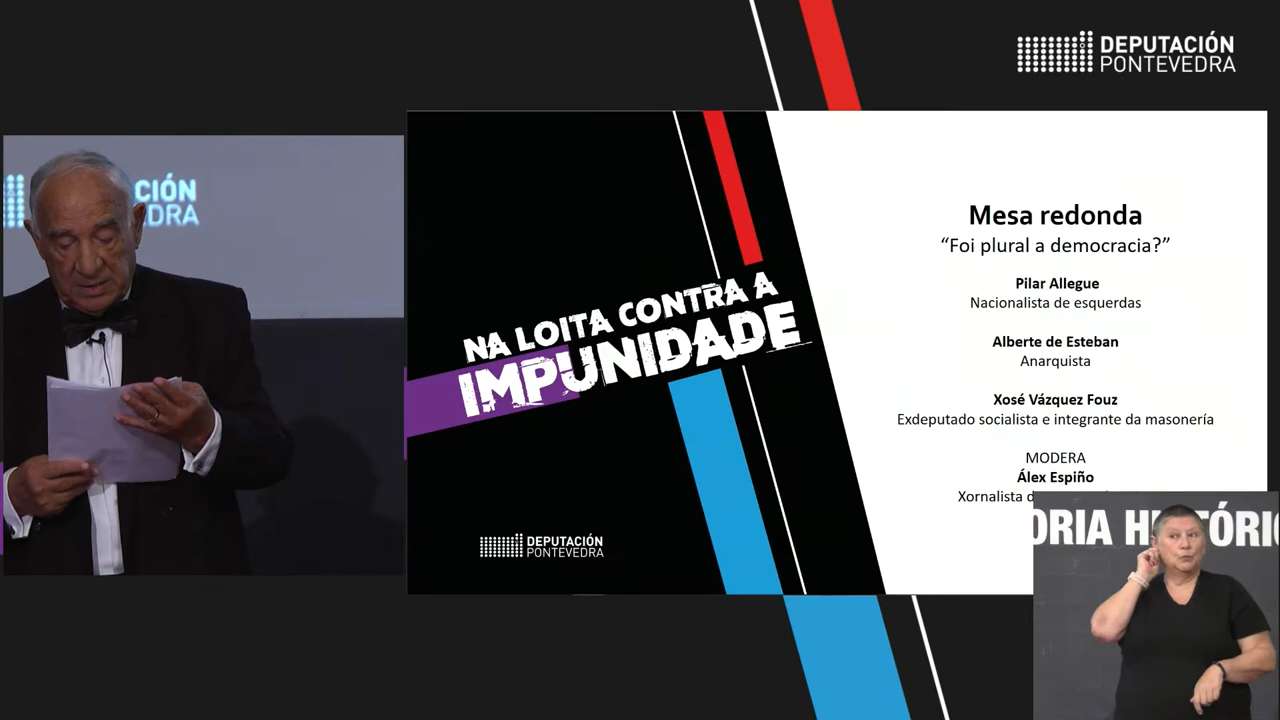 DEPUTACIÓN
PONTEVEDRA
CIÓN
DRA
NA LOITA CONTRA A
IMPUNIDADE
DEPUTACIÓN
PONTEVEDRA
Mesa redonda
“Foi plural a democracia?”
Pilar Allegue
Nacionalista de esquerdas
Alberte de Esteban
Anarquista
Xosé Vázquez Fouz
Exdeputado socialista e integrante da masonería
MODERA
Álex Espiño
Xornalista
ORIA HISTÓRIC